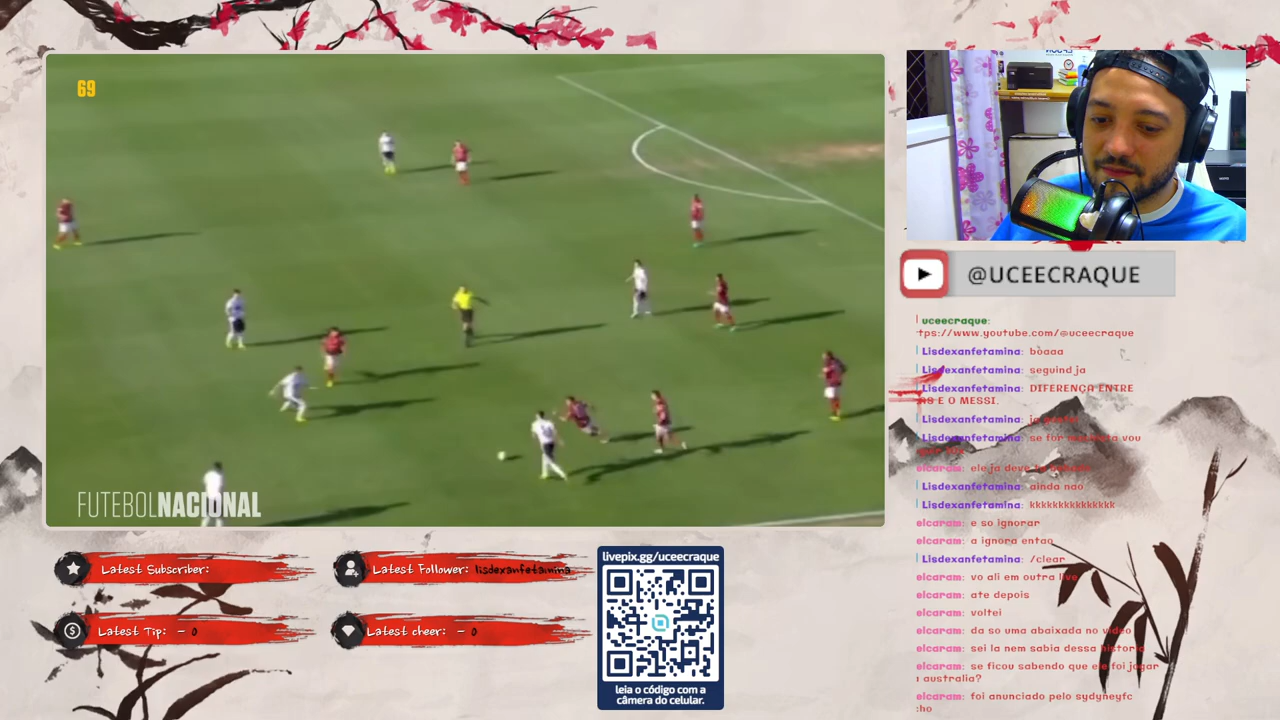 69
FUTEBOLNACIONAL
@UCEECRAQUE
uceecraque:
tps://www.youtube.com/@uceecraque
Lisdexanfetamina: boaaa
Lisdexanfetamina: seguind ja
Lisdexanfetamina: DIFERENÇA ENTRE
AS E O MESSI.
Lisdexanfetamina:
Lisdexanfetamina: se for vou
elcaram: ele ja deve
Lisdexanfetamina: ainda nao
Lisdexanfetamina: kkkkkkkkkkkkkkk
elcaram: e so ignorar
elcaram: a ignora entao
Lisdexanfetamina: /clear
elcaram: vo ali em outra live
elcaram: ate depois
elcaram: voltei
elcaram: da so uma abaixada no video
elcaram: sei la nem sabia dessa historia
elcaram: se ficou sabendo que ele foi jogar
a australia?
elcaram: foi anunciado pelo sydyneyfc
cho
Latest Subscriber:
Latest Follower: lisdexanfetamina
Latest Tip: - 0
Latest cheer: - 0
livepix.gg/uceecraque
leia o código com a
câmera do celular.